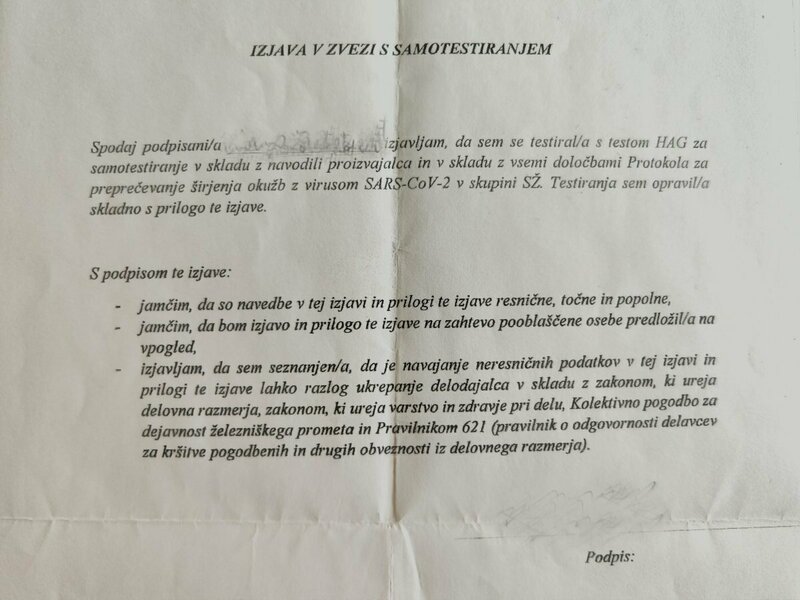 IZJAVA V ZVEZI S SAMOTESTIRANJEM
Spodaj podpisani/a izjavljam, da sem se testiral/a s testom HAG za
samotestiranje v skladu z navodili proizvajalca in v skladu z vsemi določbami Protokola za
preprečevanje širjenja okužb z virusom SARS-CoV-2 v skupini SŽ. Testiranja sem opravil/a
skladno s prilogo te izjave.
S podpisom te izjave:
- jamčim, da so navedbe v tej izjavi in prilogi te izjave resnične, točne in popolne,
- jamčim, da bom izjavo in prilogo te izjave na zahtevo pooblaščene osebe predložil/a na
vpogled,
- izjavljam, da sem seznanjen/a, da je navajanje neresničnih podatkov v tej izjavi in
prilogi te izjave lahko razlog ukrepanje delodajalca v skladu z zakonom, ki ureja
delovna razmerja, zakonom, ki ureja varstvo in zdravje pri delu, Kolektivno pogodbo za
dejavnost železniškega prometa in Pravilnikom 621 (pravilnik o odgovornosti delavcev
za kršitve pogodbenih in drugih obveznosti iz delovnega razmerja).
Podpis: